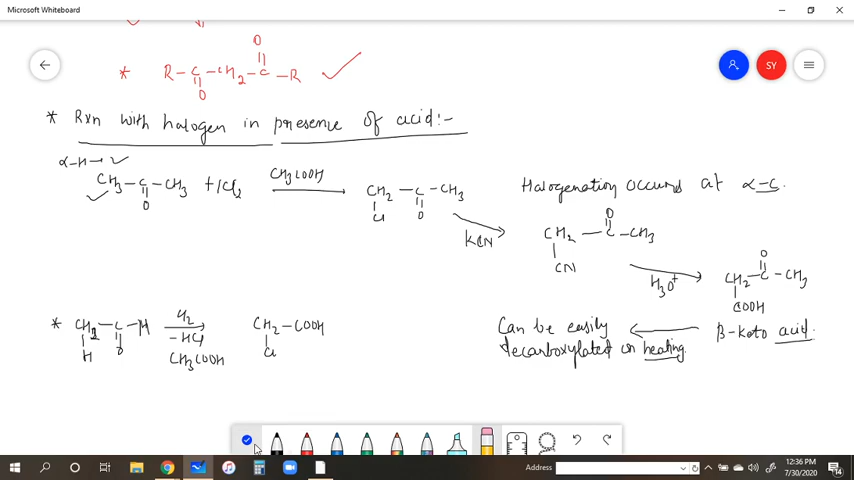 Microsoft Whiteboard
O
* R-C-CH2-C-R
O
SY
* Rxn with halogen in presence of acid:-
α-H → ✓
CH3-C-CH3 + Cl2
O
CH3COOH
CH2-C-CH3
Cl O
Halogenation occurs at α-C.
KCN
O
CH2-C-CH3
CN
H3O+
O
CH2-C-CH3
COOH
* CH2-C-H
H O
Cl2
-HCl
CH3COOH
CH2-COOH
Cl
Can be easily
decarboxylated on heating.
β-Keto acid.
Address
12:36 PM
7/30/2020
14